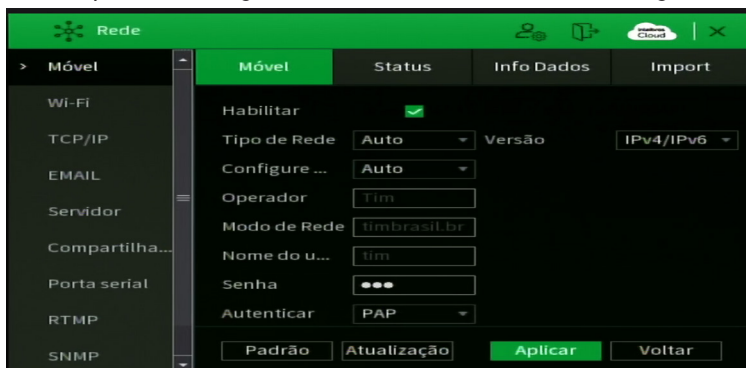 Rede
Intelbras Cloud
Móvel
Wi-Fi
TCP/IP
EMAIL
Servidor
Compartilha...
Porta serial
RTMP
SNMP
Móvel Status Info Dados Import
Habilitar
Tipo de Rede Auto Versão IPv4/IPv6
Configure ... Auto
Operador Tim
Modo de Rede timbrasil.br
Nome do u... tim
Senha ●●●
Autenticar PAP
Padrão Atualização Aplicar Voltar